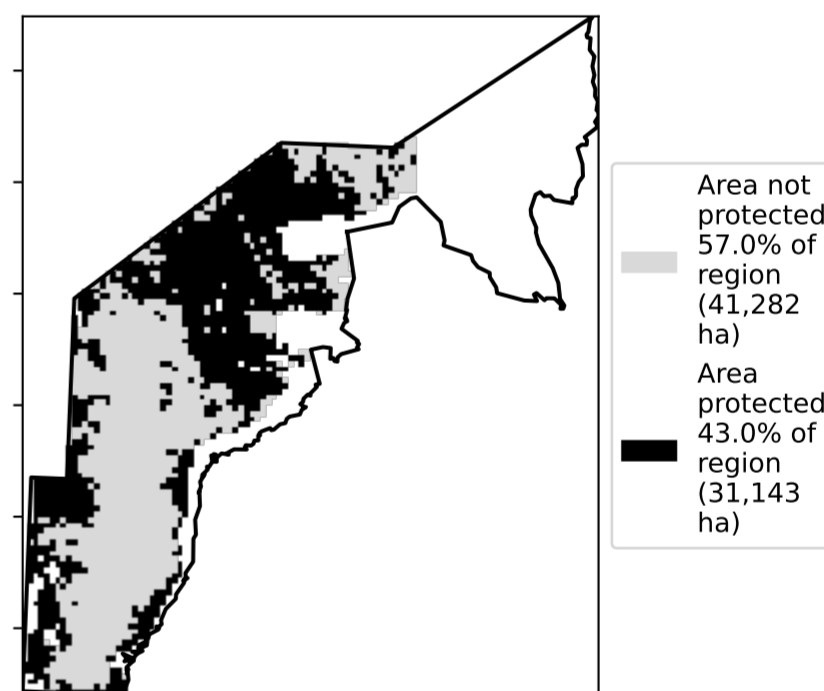 Area not
protected
57.0% of
region
(41,282
ha)
Area
protected
43.0% of
region
(31,143
ha)